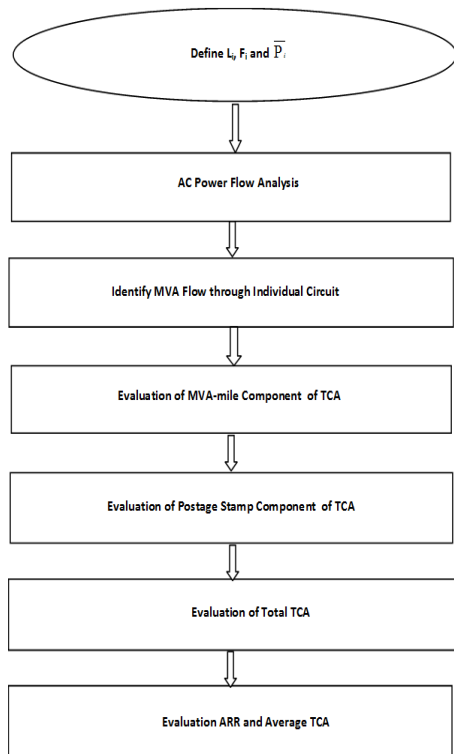 Define Lᵢ, Fᵢ and P̅ᵢ
AC Power Flow Analysis
Identify MVA Flow through Individual Circuit
Evaluation of MVA-mile Component of TCA
Evaluation of Postage Stamp Component of TCA
Evaluation of Total TCA
Evaluation ARR and Average TCA